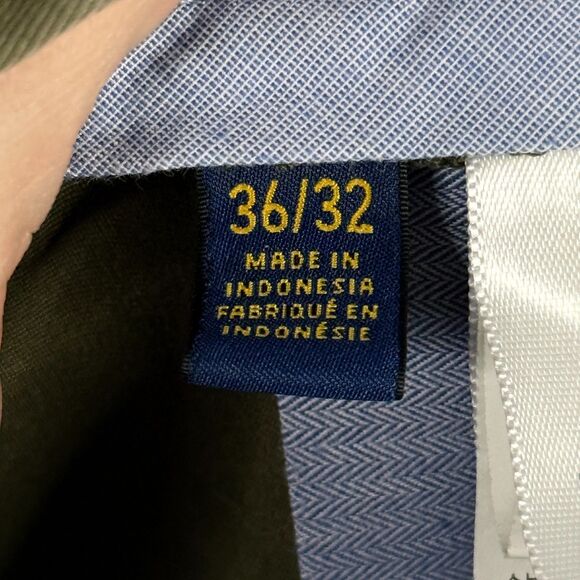 36/32
MADE IN
INDONESIA
FABRIQUÉ EN
INDONÉSIE